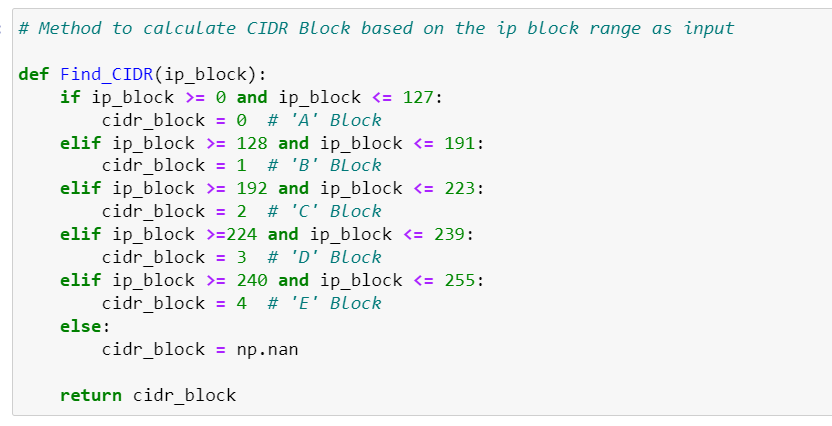 # Method to calculate CIDR Block based on the ip block range as input
def Find_CIDR(ip_block):
    if ip_block >= 0 and ip_block <= 127:
        cidr_block = 0  # 'A' Block
    elif ip_block >= 128 and ip_block <= 191:
        cidr_block = 1  # 'B' Block
    elif ip_block >= 192 and ip_block <= 223:
        cidr_block = 2  # 'C' Block
    elif ip_block >=224 and ip_block <= 239:
        cidr_block = 3  # 'D' Block
    elif ip_block >= 240 and ip_block <= 255:
        cidr_block = 4  # 'E' Block
    else:
        cidr_block = np.nan
    return cidr_block